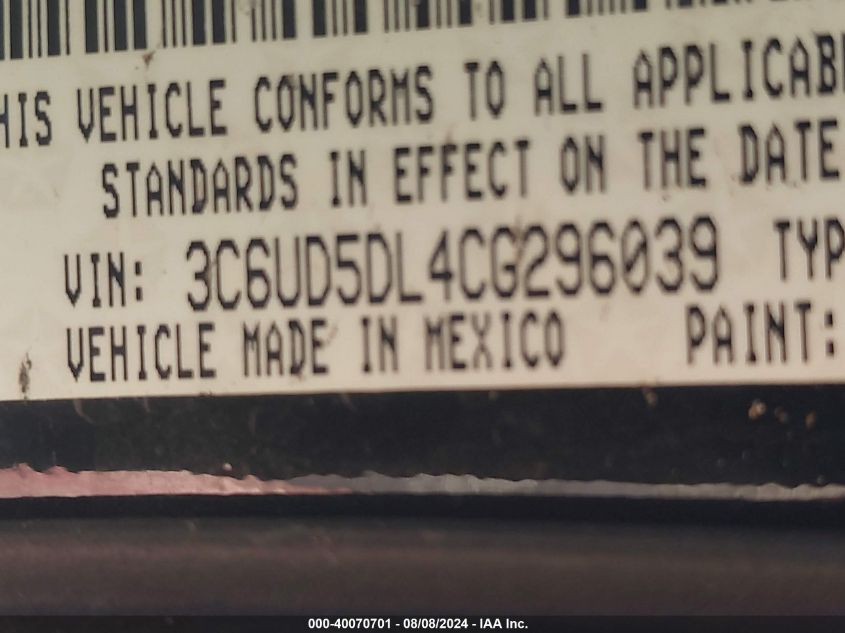 HIS VEHICLE CONFORMS TO ALL APPLICAB
STANDARDS IN EFFECT ON THE DATE
VIN: 3C6UD5DL4CG296039 TYP
VEHICLE MADE IN MEXICO PAINT:
000-40070701 - 08/08/2024 - IAA Inc.